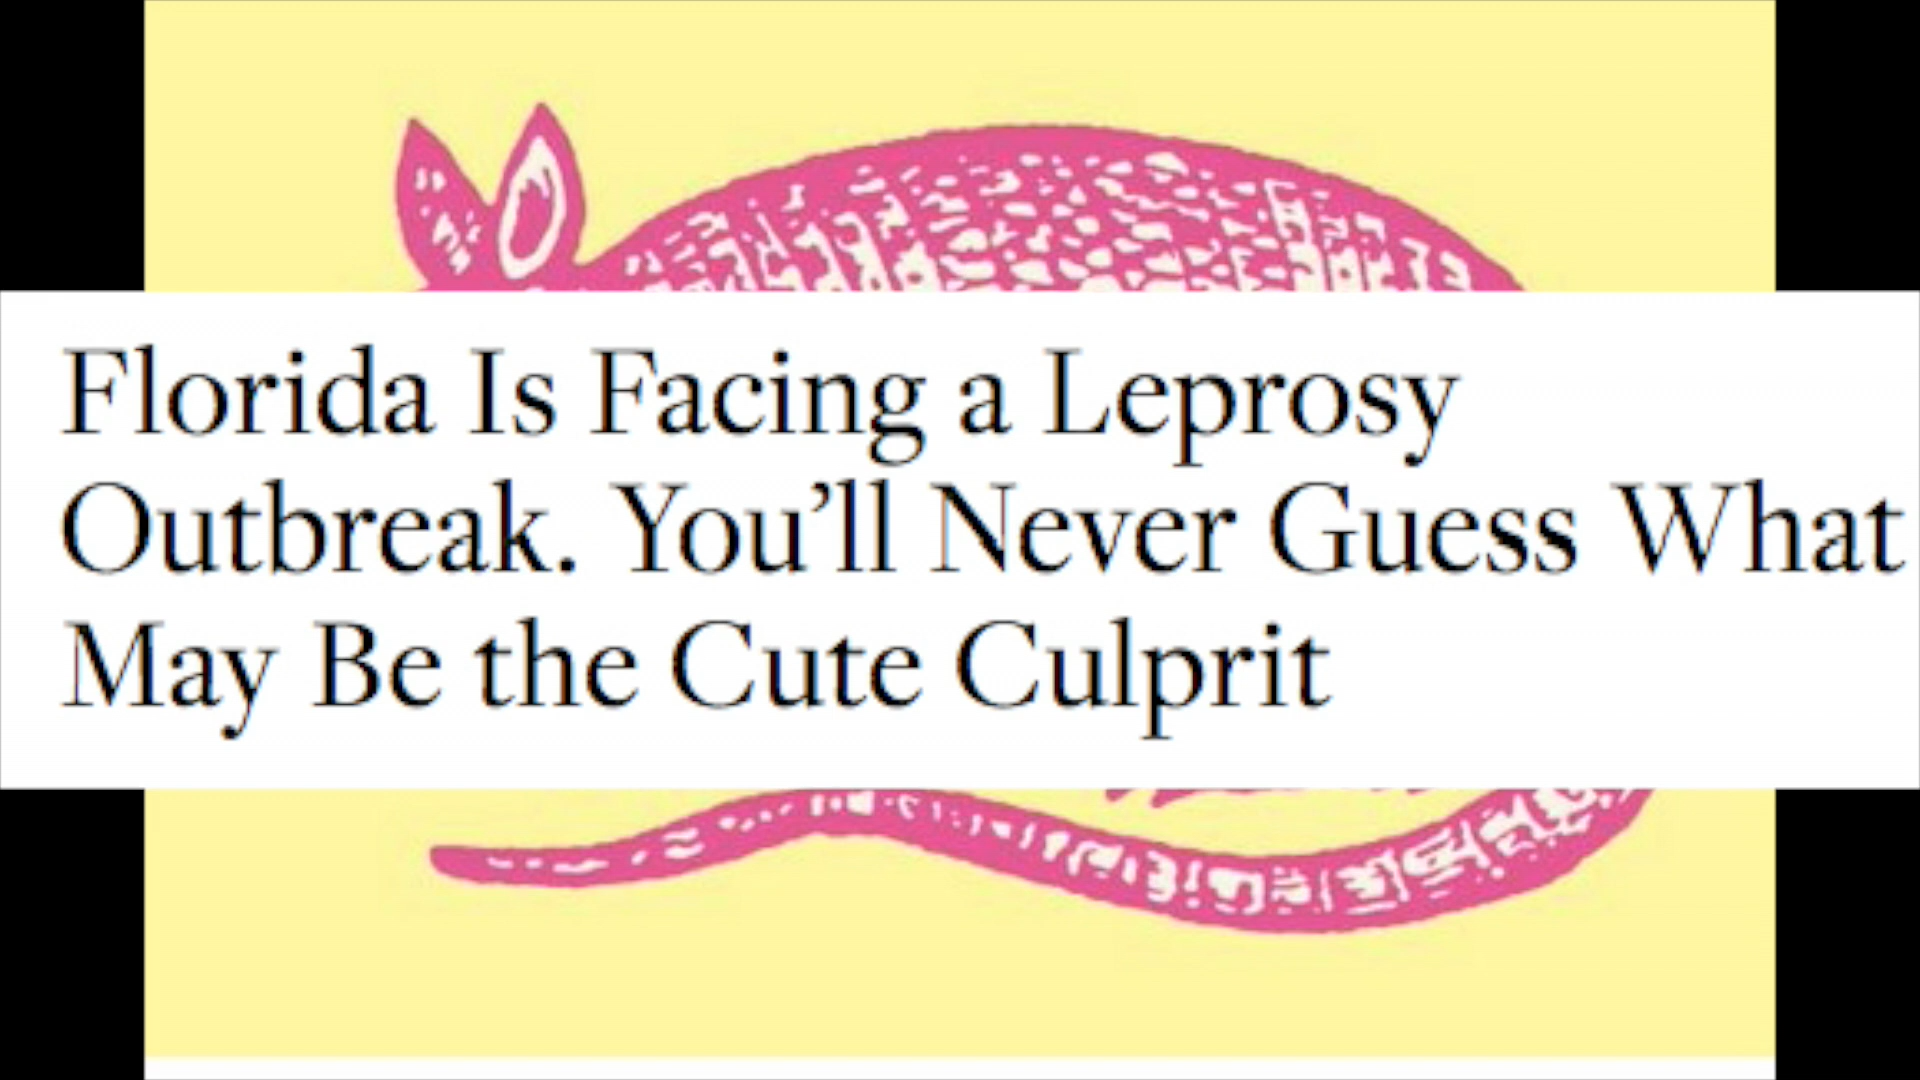 Florida Is Facing a Leprosy
Outbreak. You’ll Never Guess What
May Be the Cute Culprit